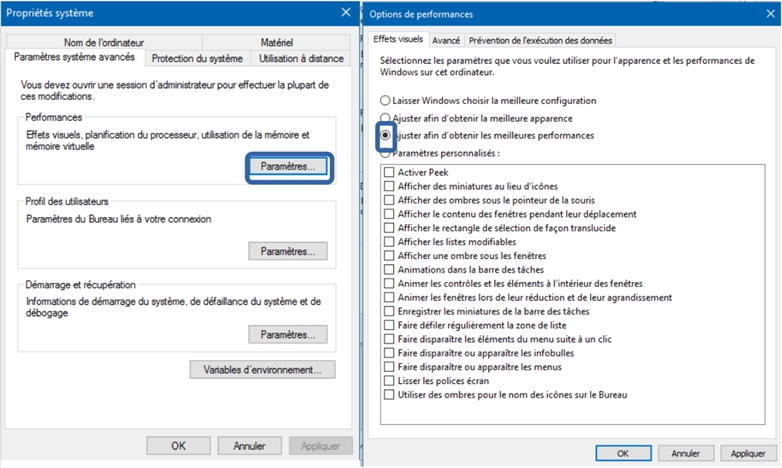 Propriétés système
Nom de l'ordinateur
Matériel
Paramètres système avancés
Protection du système
Utilisation à distance
Vous devez ouvrir une session d'administrateur pour effectuer la plupart de
ces modifications.
Performances
Effets visuels, planification du processeur, utilisation de la mémoire et
mémoire virtuelle
Paramètres...
Profil des utilisateurs
Paramètres du Bureau liés à votre connexion
Paramètres...
Démarrage et récupération
Informations de démarrage du système, de défaillance du système et de
débogage
Paramètres...
Variables d'environnement...
OK
Annuler
Appliquer
Options de performances
Effets visuels
Avancé
Prévention de l'exécution des données
Sélectionnez les paramètres que vous voulez utiliser pour l'apparence et les performances de
Windows sur cet ordinateur.
Laisser Windows choisir la meilleure configuration
Ajuster afin d'obtenir la meilleure apparence
Ajuster afin d'obtenir les meilleures performances
Paramètres personnalisés :
Activer Peek
Afficher des miniatures au lieu d'icônes
Afficher des ombres sous le pointeur de la souris
Afficher le contenu des fenêtres pendant leur déplacement
Afficher le rectangle de sélection de façon translucide
Afficher les listes modifiables
Afficher une ombre sous les fenêtres
Animations dans la barre des tâches
Animer les contrôles et les éléments à l'intérieur des fenêtres
Animer les fenêtres lors de leur réduction et de leur agrandissement
Enregistrer les miniatures de la barre des tâches
Faire défiler régulièrement la zone de liste
Faire disparaître les éléments du menu suite à un clic
Faire disparaître ou apparaître les infobulles
Faire disparaître ou apparaître les menus
Lisser les polices écran
Utiliser des ombres pour le nom des icônes sur le Bureau
OK
Annuler
Appliquer